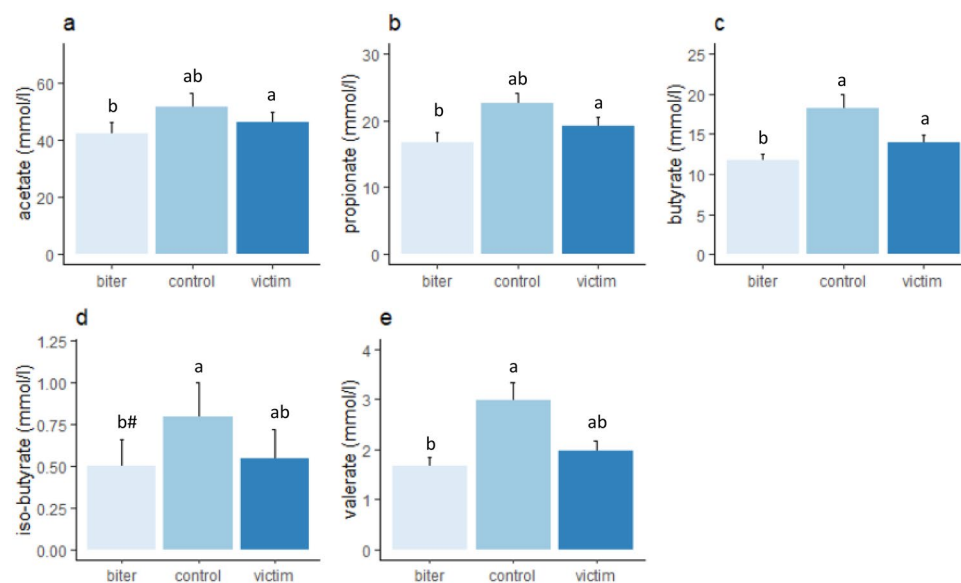 a
acetate (mmol/l)
60
40
20
0
b
ab
a
biter control victim
b
propionate (mmol/l)
30
20
10
0
b
ab
a
biter control victim
c
butyrate (mmol/l)
25
20
15
10
5
0
b
a
a
biter control victim
d
iso-butyrate (mmol/l)
1.25
1.00
0.75
0.50
0.25
0.00
b#
a
ab
biter control victim
e
valerate (mmol/l)
4
3
2
1
0
b
a
ab
biter control victim